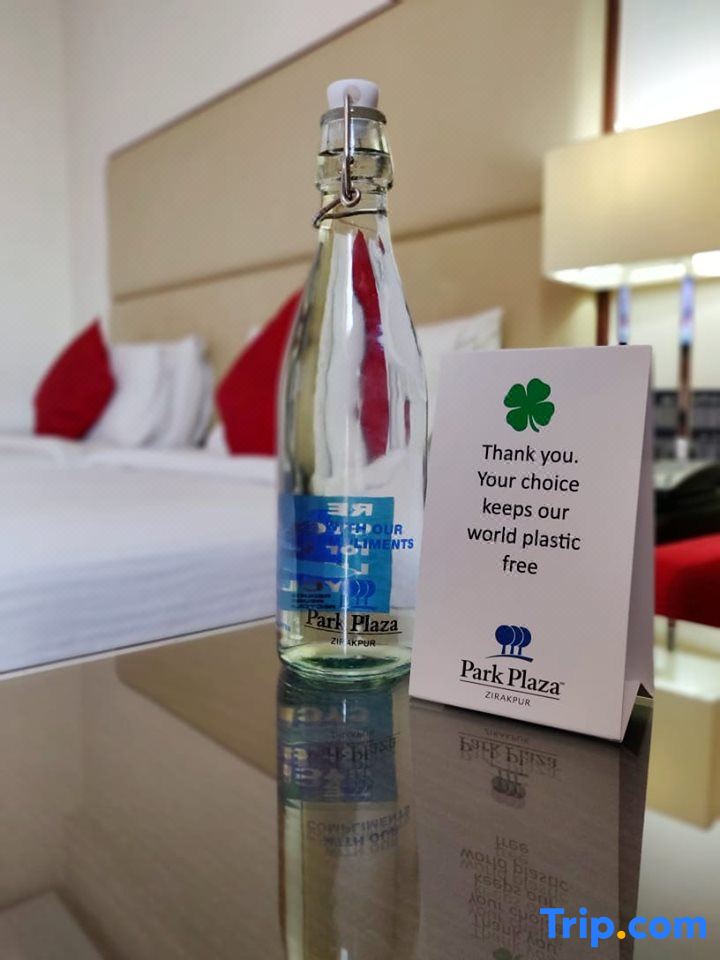 WITH OUR
COMPLIMENTS
Park Plaza
ZIRAKPUR
Thank you.
Your choice
keeps our
world plastic
free
Park Plaza™
ZIRAKPUR
Trip.com